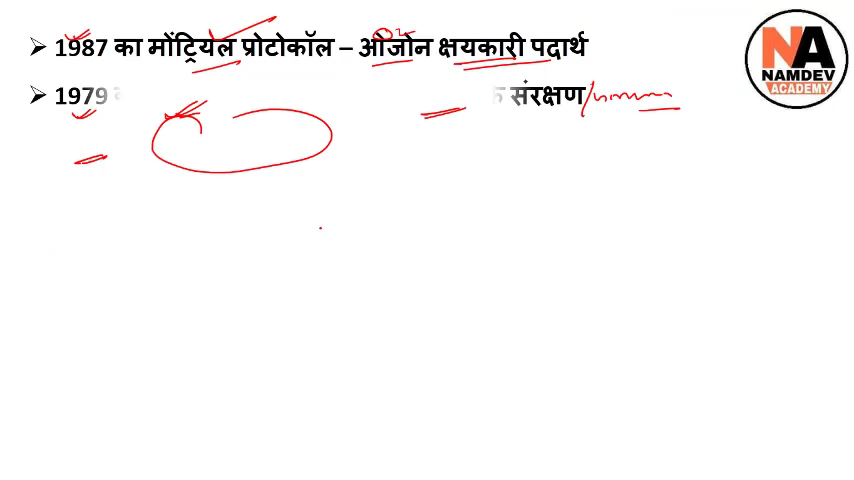 ➢ 1987 का मोंट्रियल प्रोटोकॉल – ओजोन क्षयकारी पदार्थ
➢ 1979 संरक्षण/
NAMDEV
ACADEMY